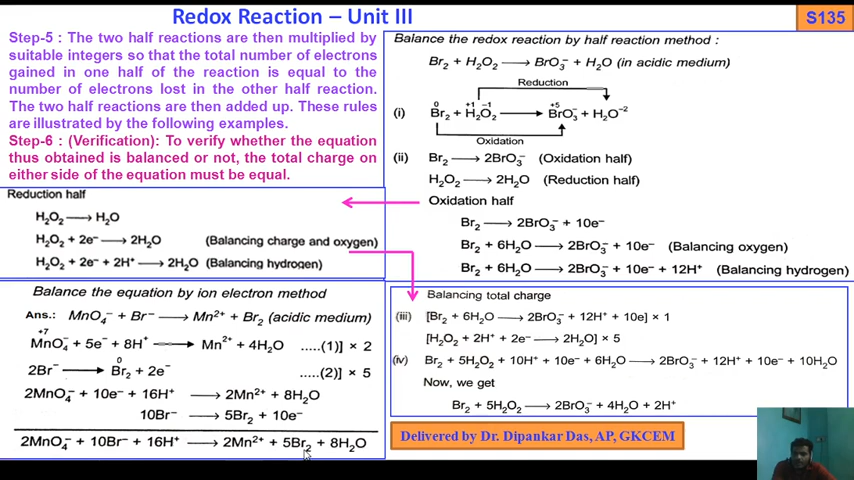 Redox Reaction – Unit III
S135
Step-5 : The two half reactions are then multiplied by
suitable integers so that the total number of electrons
gained in one half of the reaction is equal to the
number of electrons lost in the other half reaction.
The two half reactions are then added up. These rules
are illustrated by the following examples.
Step-6 : (Verification): To verify whether the equation
thus obtained is balanced or not, the total charge on
either side of the equation must be equal.
Balance the redox reaction by half reaction method :
Br₂ + H₂O₂ ⟶ BrO₃⁻ + H₂O (in acidic medium)
Reduction
0 +1 −1 +5
(i) Br₂ + H₂O₂ ⟶ BrO₃⁻ + H₂O⁻²
Oxidation
(ii) Br₂ ⟶ 2BrO₃⁻ (Oxidation half)
H₂O₂ ⟶ 2H₂O (Reduction half)
Oxidation half
Br₂ ⟶ 2BrO₃⁻ + 10e⁻
Br₂ + 6H₂O ⟶ 2BrO₃⁻ + 10e⁻ (Balancing oxygen)
Br₂ + 6H₂O ⟶ 2BrO₃⁻ + 10e⁻ + 12H⁺ (Balancing hydrogen)
Reduction half
H₂O₂ ⟶ H₂O
H₂O₂ + 2e⁻ ⟶ 2H₂O (Balancing charge and oxygen)
H₂O₂ + 2e⁻ + 2H⁺ ⟶ 2H₂O (Balancing hydrogen)
Balancing total charge
(iii) [Br₂ + 6H₂O ⟶ 2BrO₃⁻ + 12H⁺ + 10e] × 1
[H₂O₂ + 2H⁺ + 2e⁻ ⟶ 2H₂O] × 5
(iv) Br₂ + 5H₂O₂ + 10H⁺ + 10e⁻ + 6H₂O ⟶ 2BrO₃⁻ + 12H⁺ + 10e⁻ + 10H₂O
Now, we get
Br₂ + 5H₂O₂ ⟶ 2BrO₃⁻ + 4H₂O + 2H⁺
Balance the equation by ion electron method
Ans.: MnO₄⁻ + Br⁻ ⟶ Mn²⁺ + Br₂ (acidic medium)
+7
MnO₄⁻ + 5e⁻ + 8H⁺ ⟶ Mn²⁺ + 4H₂O .....(1)] × 2
0
2Br⁻ ⟶ Br₂ + 2e⁻ .....(2)] × 5
2MnO₄⁻ + 10e⁻ + 16H⁺ ⟶ 2Mn²⁺ + 8H₂O
10Br⁻ ⟶ 5Br₂ + 10e⁻
2MnO₄⁻ + 10Br⁻ + 16H⁺ ⟶ 2Mn²⁺ + 5Br₂ + 8H₂O
Delivered by Dr. Dipankar Das, AP, GKCEM